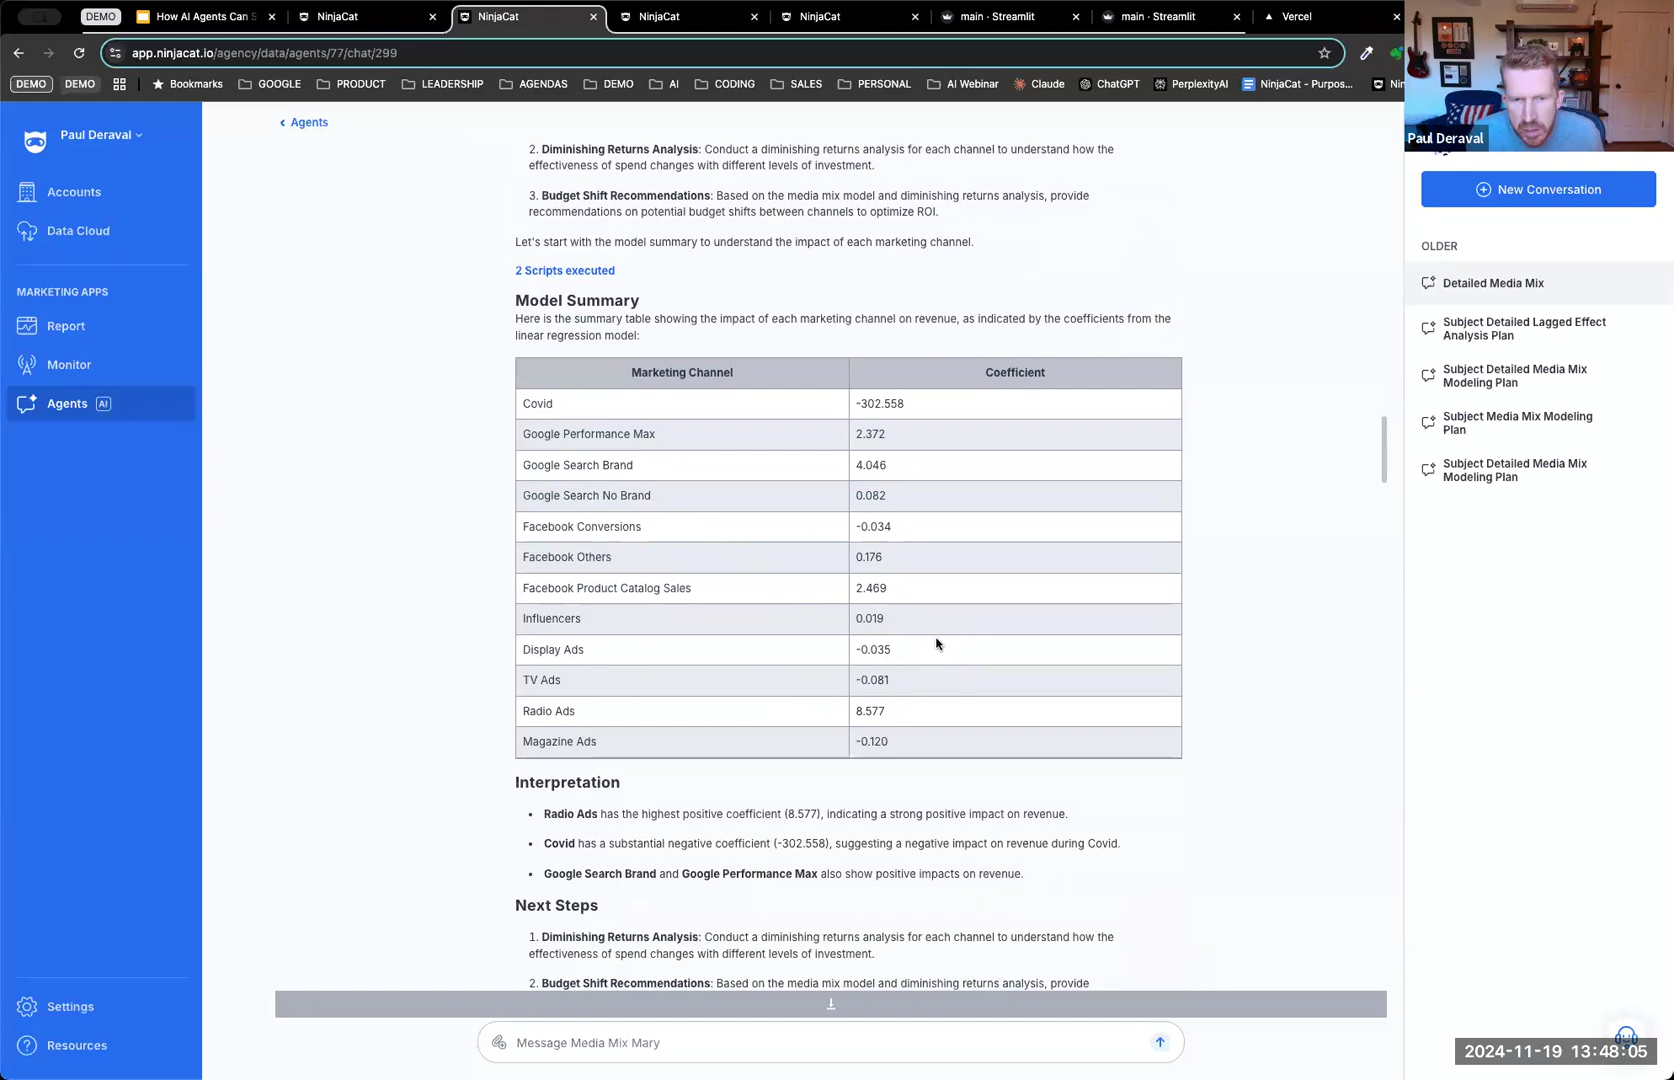 DEMO
How AI Agents Can S
NinjaCat
NinjaCat
NinjaCat
NinjaCat
main · Streamlit
main · Streamlit
Vercel
app.ninjacat.io/agency/data/agents/77/chat/299
DEMO
DEMO
Bookmarks
GOOGLE
PRODUCT
LEADERSHIP
AGENDAS
DEMO
AI
CODING
SALES
PERSONAL
AI Webinar
Claude
ChatGPT
PerplexityAI
NinjaCat - Purpos...
Nin
Paul Deraval
Accounts
Data Cloud
MARKETING APPS
Report
Monitor
Agents AI
Settings
Resources
Agents
2. Diminishing Returns Analysis: Conduct a diminishing returns analysis for each channel to understand how the
effectiveness of spend changes with different levels of investment.
3. Budget Shift Recommendations: Based on the media mix model and diminishing returns analysis, provide
recommendations on potential budget shifts between channels to optimize ROI.
Let's start with the model summary to understand the impact of each marketing channel.
2 Scripts executed
Model Summary
Here is the summary table showing the impact of each marketing channel on revenue, as indicated by the coefficients from the
linear regression model:
Marketing Channel Coefficient
Covid -302.558
Google Performance Max 2.372
Google Search Brand 4.046
Google Search No Brand 0.082
Facebook Conversions -0.034
Facebook Others 0.176
Facebook Product Catalog Sales 2.469
Influencers 0.019
Display Ads -0.035
TV Ads -0.081
Radio Ads 8.577
Magazine Ads -0.120
Interpretation
• Radio Ads has the highest positive coefficient (8.577), indicating a strong positive impact on revenue.
• Covid has a substantial negative coefficient (-302.558), suggesting a negative impact on revenue during Covid.
• Google Search Brand and Google Performance Max also show positive impacts on revenue.
Next Steps
1. Diminishing Returns Analysis: Conduct a diminishing returns analysis for each channel to understand how the
effectiveness of spend changes with different levels of investment.
2. Budget Shift Recommendations: Based on the media mix model and diminishing returns analysis, provide
Message Media Mix Mary
Paul Deraval
New Conversation
OLDER
Detailed Media Mix
Subject Detailed Lagged Effect
Analysis Plan
Subject Detailed Media Mix
Modeling Plan
Subject Media Mix Modeling
Plan
Subject Detailed Media Mix
Modeling Plan
2024-11-19 13:48:05